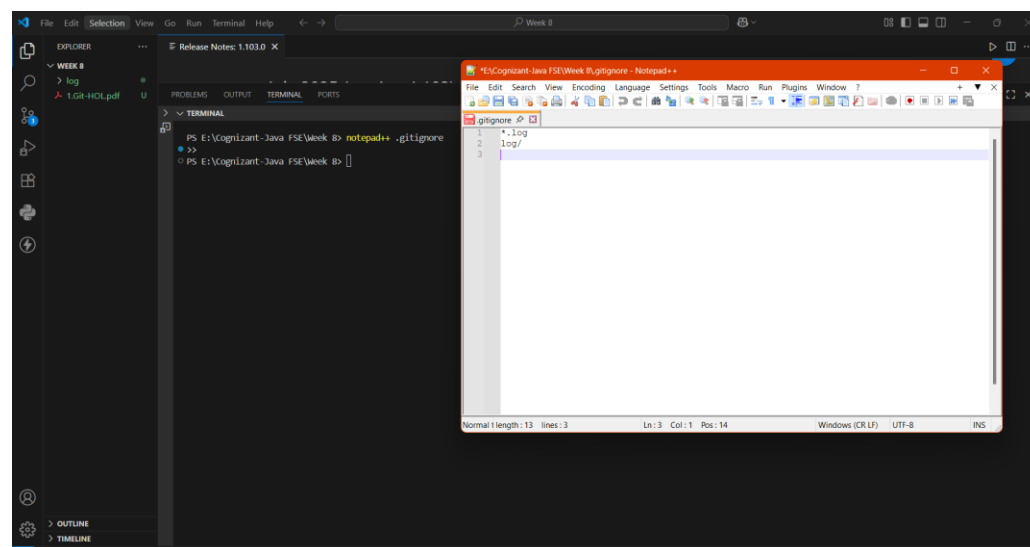 File Edit Selection View Go Run Terminal Help
Week 8
EXPLORER
WEEK 8
log
1.Git-HOL.pdf U
OUTLINE
TIMELINE
Release Notes: 1.103.0
PROBLEMS OUTPUT TERMINAL PORTS
TERMINAL
PS E:\Cognizant-Java FSE\Week 8> notepad++ .gitignore
>>
PS E:\Cognizant-Java FSE\Week 8>
*E:\Cognizant-Java FSE\Week 8\.gitignore - Notepad++
File Edit Search View Encoding Language Settings Tools Macro Run Plugins Window ?
.gitignore
1 *.log
2 log/
3
Normal t length : 13 lines : 3 Ln : 3 Col : 1 Pos : 14 Windows (CR LF) UTF-8 INS